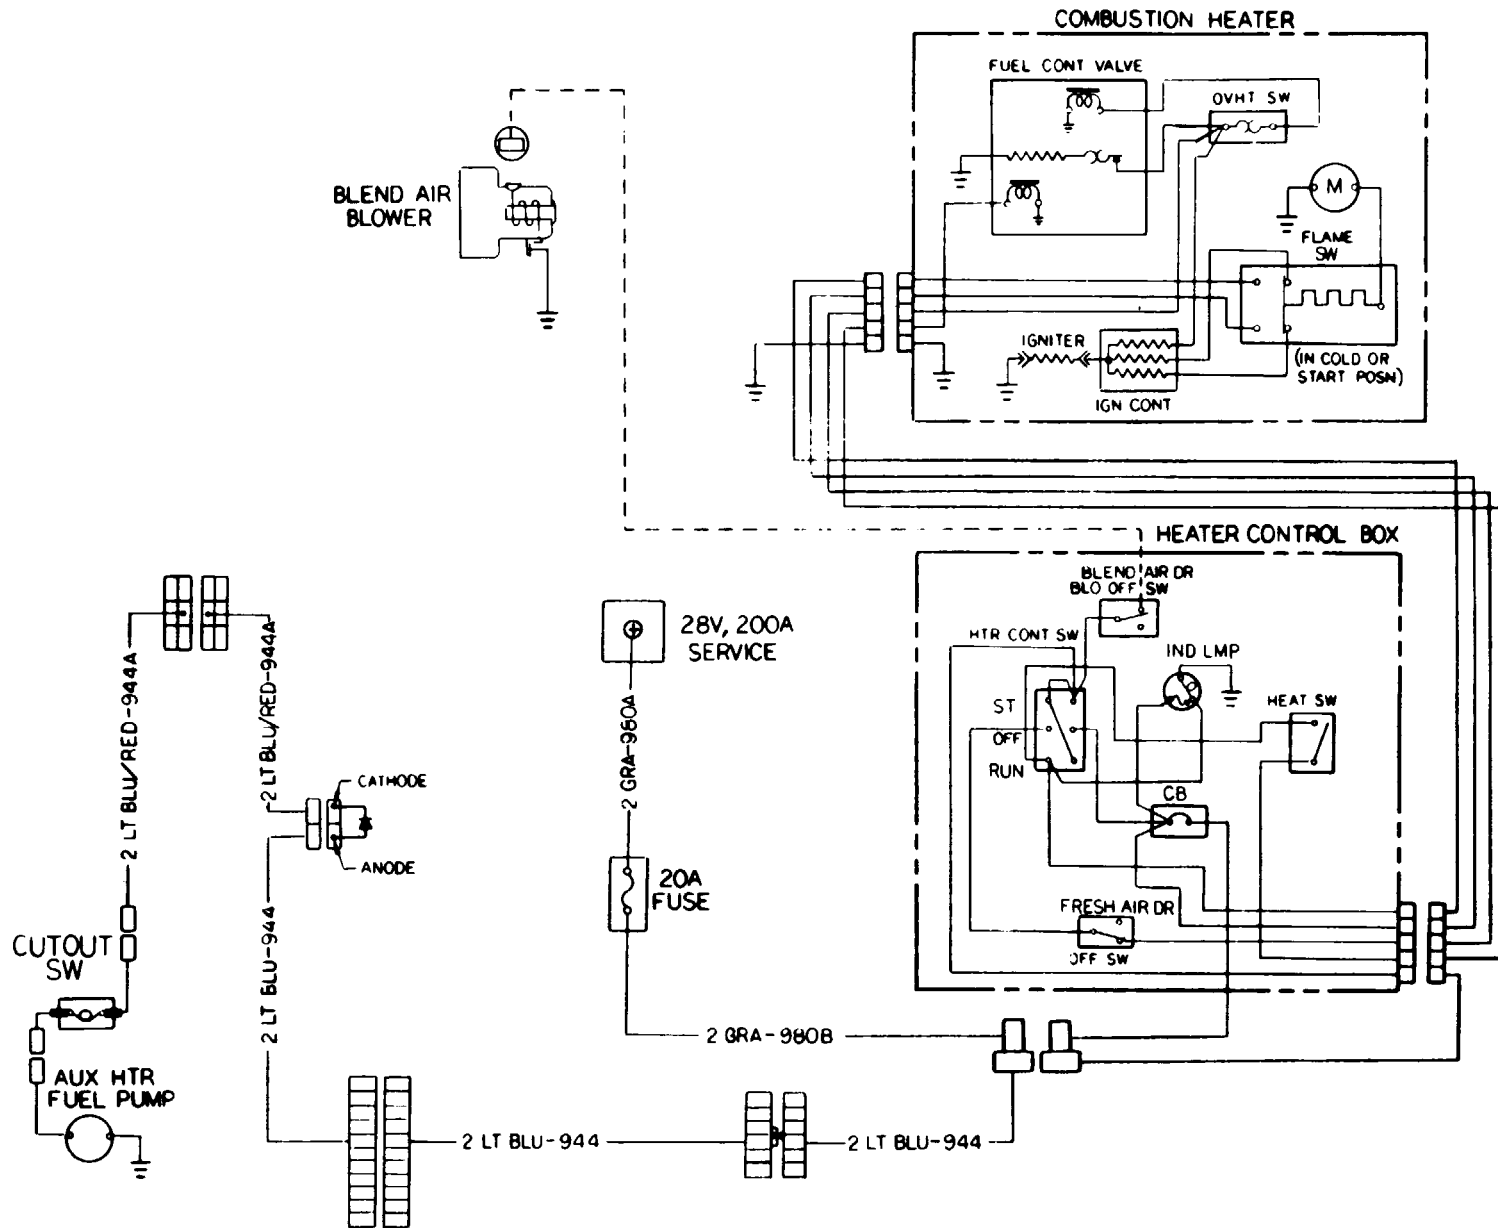 COMBUSTION HEATER
FUEL CONT VALVE
OVHT SW
M
BLEND AIR
BLOWER
FLAME
SW
IGNITER
(IN COLD OR
START POSN)
IGN CONT
HEATER CONTROL BOX
BLEND AIR DR
BLO OFF SW
28V, 200A
SERVICE
HTR CONT SW
IND LMP
HEAT SW
ST
OFF
RUN
2 LT BLU/RED-944A
2 LT BLU/RED-944A
2 GRA-980A
CATHODE
ANODE
CB
20A
FUSE
FRESH AIR DR
OFF SW
CUTOUT
SW
2 LT BLU-944
2 GRA-980B
AUX HTR
FUEL PUMP
2 LT BLU-944
2 LT BLU-944